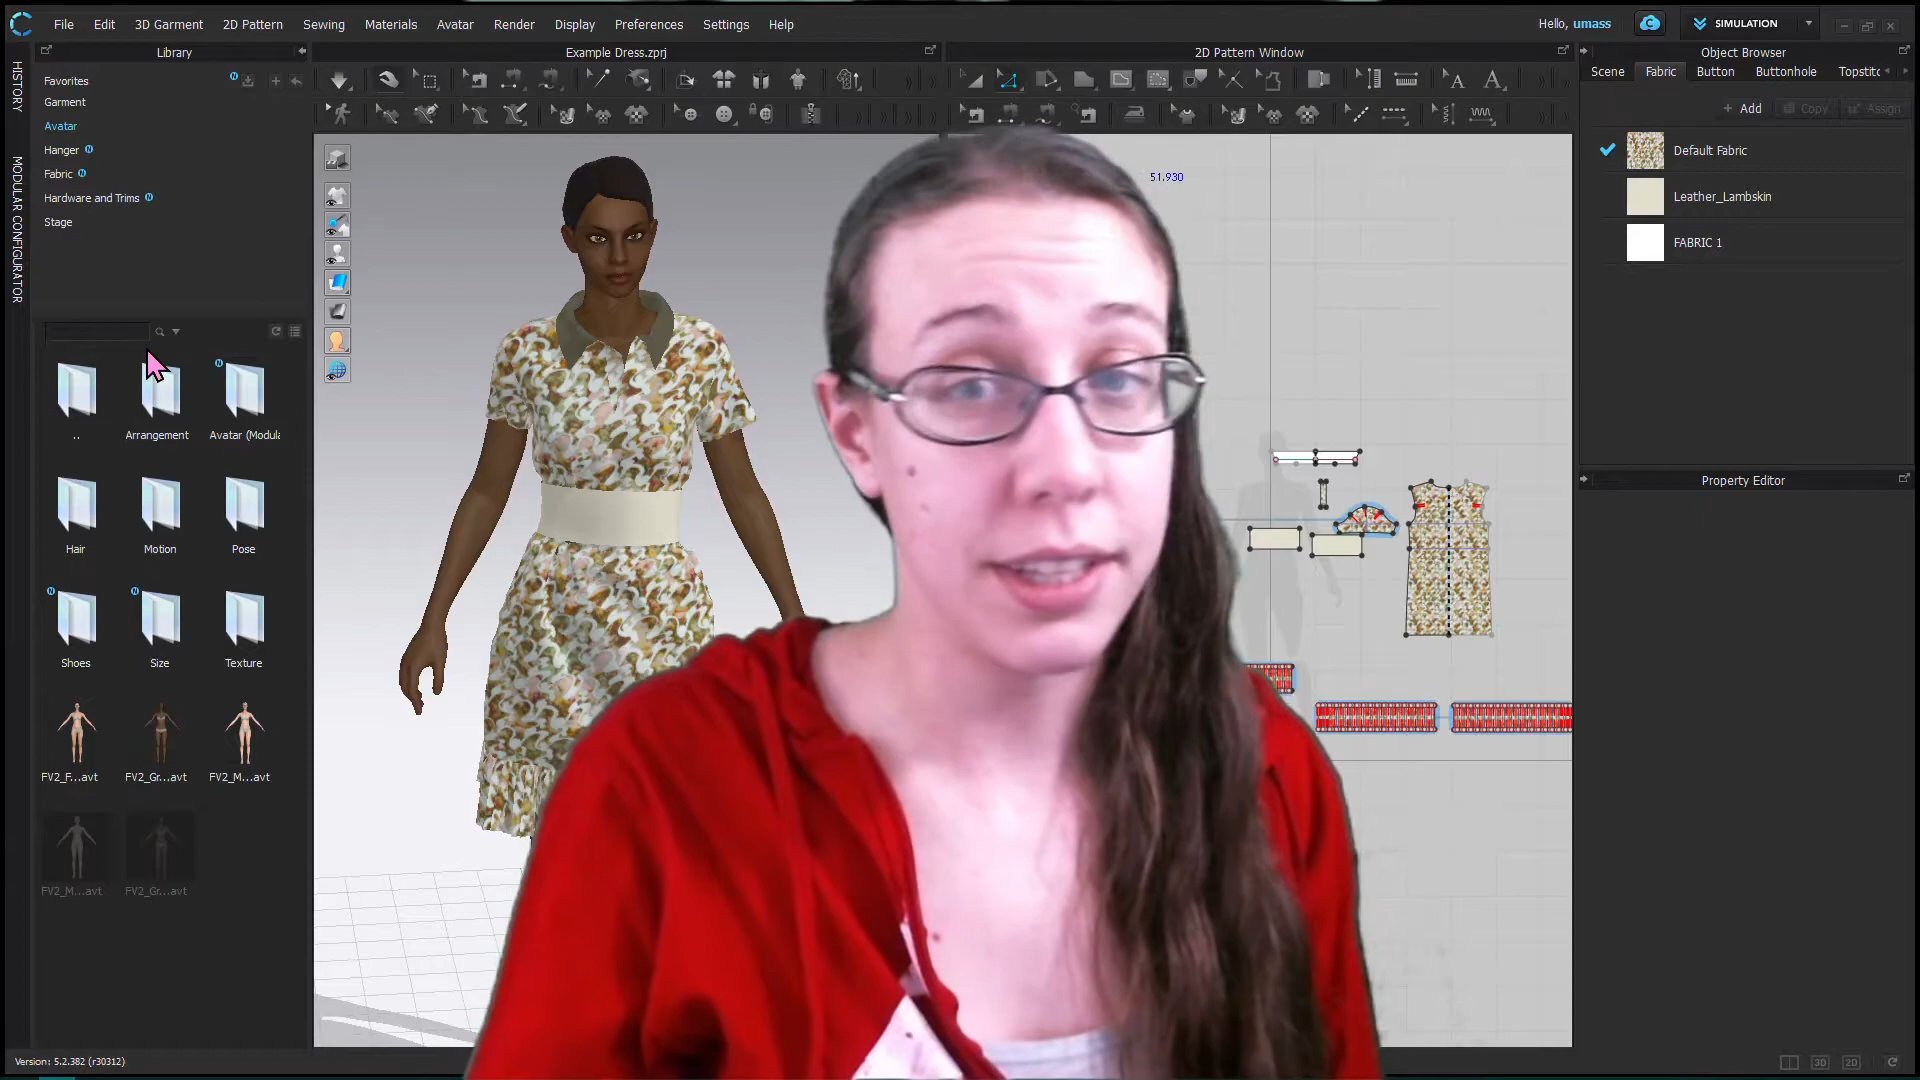 File Edit 3D Garment 2D Pattern Sewing Materials Avatar Render Display Preferences Settings Help
Hello, umass
SIMULATION
Library
Example Dress.zprj
2D Pattern Window
Object Browser
HISTORY
MODULAR CONFIGURATOR
Favorites
Garment
Avatar
Hanger N
Fabric N
Hardware and Trims N
Stage
Scene Fabric Button Buttonhole Topstitc
+ Add Copy Assign
Default Fabric
Leather_Lambskin
FABRIC 1
51.930
Property Editor
..
Arrangement
Avatar (Modula
Hair
Motion
Pose
Shoes
Size
Texture
FV2_F...avt
FV2_Gr...avt
FV2_M...avt
FV2_M...avt
FV2_Gr...avt
Version: 5.2.382 (r30312)
3D
2D